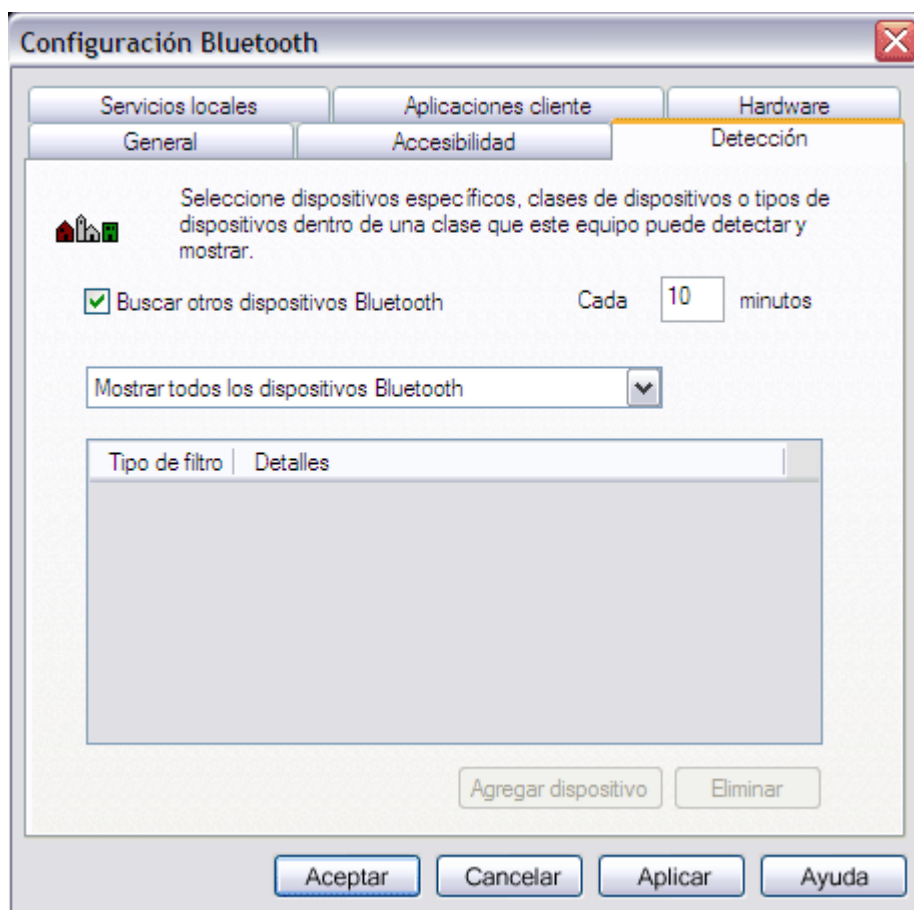 Configuración Bluetooth
Servicios locales
Aplicaciones cliente
Hardware
General
Accesibilidad
Detección
Seleccione dispositivos específicos, clases de dispositivos o tipos de
dispositivos dentro de una clase que este equipo puede detectar y
mostrar.
Buscar otros dispositivos Bluetooth
Cada 10 minutos
Mostrar todos los dispositivos Bluetooth
Tipo de filtro Detalles
Agregar dispositivo
Eliminar
Aceptar
Cancelar
Aplicar
Ayuda